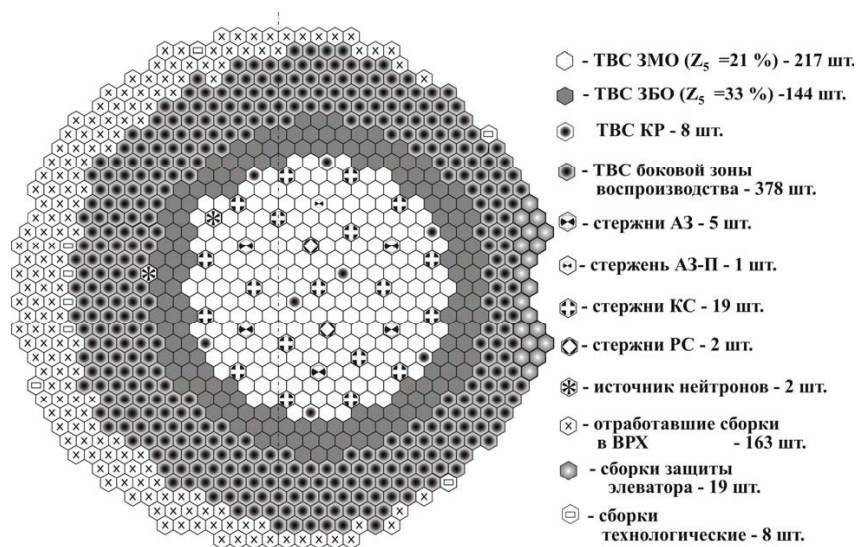 - ТВС ЗМО (Z5 =21 %) - 217 шт.
- ТВС ЗБО (Z5 =33 %) -144 шт.
ТВС КР - 8 шт.
- ТВС боковой зоны
воспроизводства - 378 шт.
- стержни АЗ - 5 шт.
- стержень АЗ-П - 1 шт.
- стержни КС - 19 шт.
- стержни РС - 2 шт.
- источник нейтронов - 2 шт.
- отработавшие сборки
в ВРХ - 163 шт.
- сборки защиты
элеватора - 19 шт.
- сборки
технологические - 8 шт.